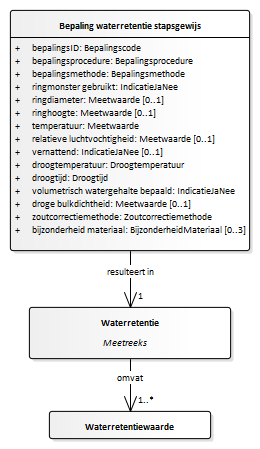 Bepaling waterretentie stapsgewijs
+ bepalingsID: Bepalingscode
+ bepalingsprocedure: Bepalingsprocedure
+ bepalingsmethode: Bepalingsmethode
+ ringmonster gebruikt: IndicatieJaNee
+ ringdiameter: Meetwaarde [0..1]
+ ringhoogte: Meetwaarde [0..1]
+ temperatuur: Meetwaarde
+ relatieve luchtvochtigheid: Meetwaarde [0..1]
+ vernattend: IndicatieJaNee [0..1]
+ droogtemperatuur: Droogtemperatuur
+ droogtijd: Droogtijd
+ volumetrisch watergehalte bepaald: IndicatieJaNee
+ droge bulkdichtheid: Meetwaarde [0..1]
+ zoutcorrectiemethode: Zoutcorrectiemethode
+ bijzonderheid materiaal: BijzonderheidMateriaal [0..3]
resulteert in
1
Waterretentie
Meetreeks
omvat
1..*
Waterretentiewaarde